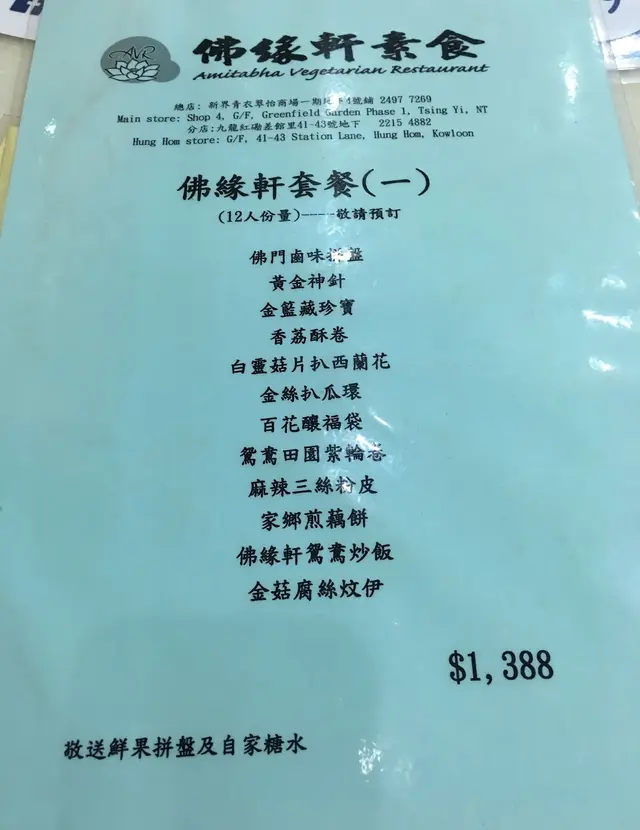 AVR
佛緣軒素食
Amitabha Vegetarian Restaurant
總店: 新界青衣翠怡商場一期地下4號鋪 2497 7269
Main store: Shop 4, G/F, Greenfield Garden Phase 1, Tsing Yi, NT
分店:九龍紅磡差館里41-43號地下 2215 4882
Hung Hom store: G/F, 41-43 Station Lane, Hung Hom, Kowloon
佛緣軒套餐(一)
(12人份量)----敬請預訂
佛門鹵味拼盤
黃金神針
金籃藏珍寶
香荔酥卷
白靈菇片扒西蘭花
金絲扒瓜環
百花釀福袋
鴛鴦田園紫輪卷
麻辣三絲粉皮
家鄉煎藕餅
佛緣軒鴛鴦炒飯
金菇腐絲炆伊
$1,388
敬送鮮果拼盤及自家糖水